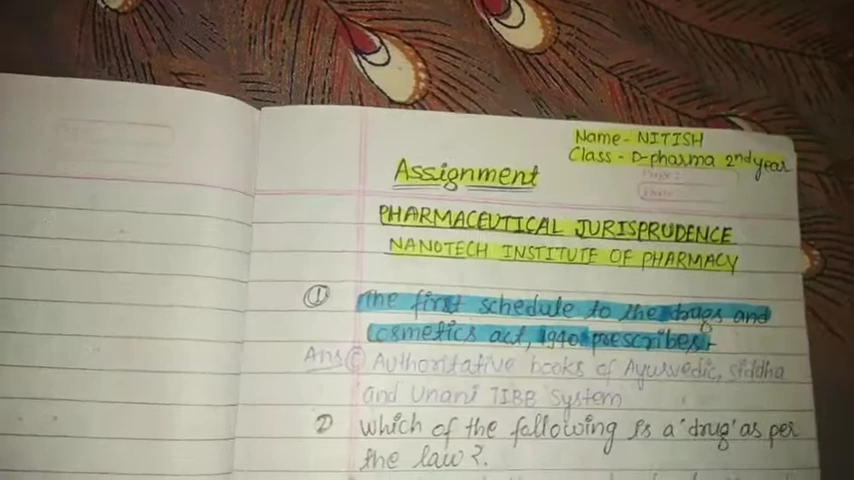 Name- NITISH
Class - D-pharma 2nd year
Assignment
PHARMACEUTICAL JURISPRUDENCE
NANOTECH INSTITUTE OF PHARMACY
① The first schedule to the drugs and
cosmetics act, 1940 prescribes-
Ans © Authoritative books of Ayurvedic, Siddha
and Unani TIBB System
2 which of the following is a 'drug' as per
the law?.